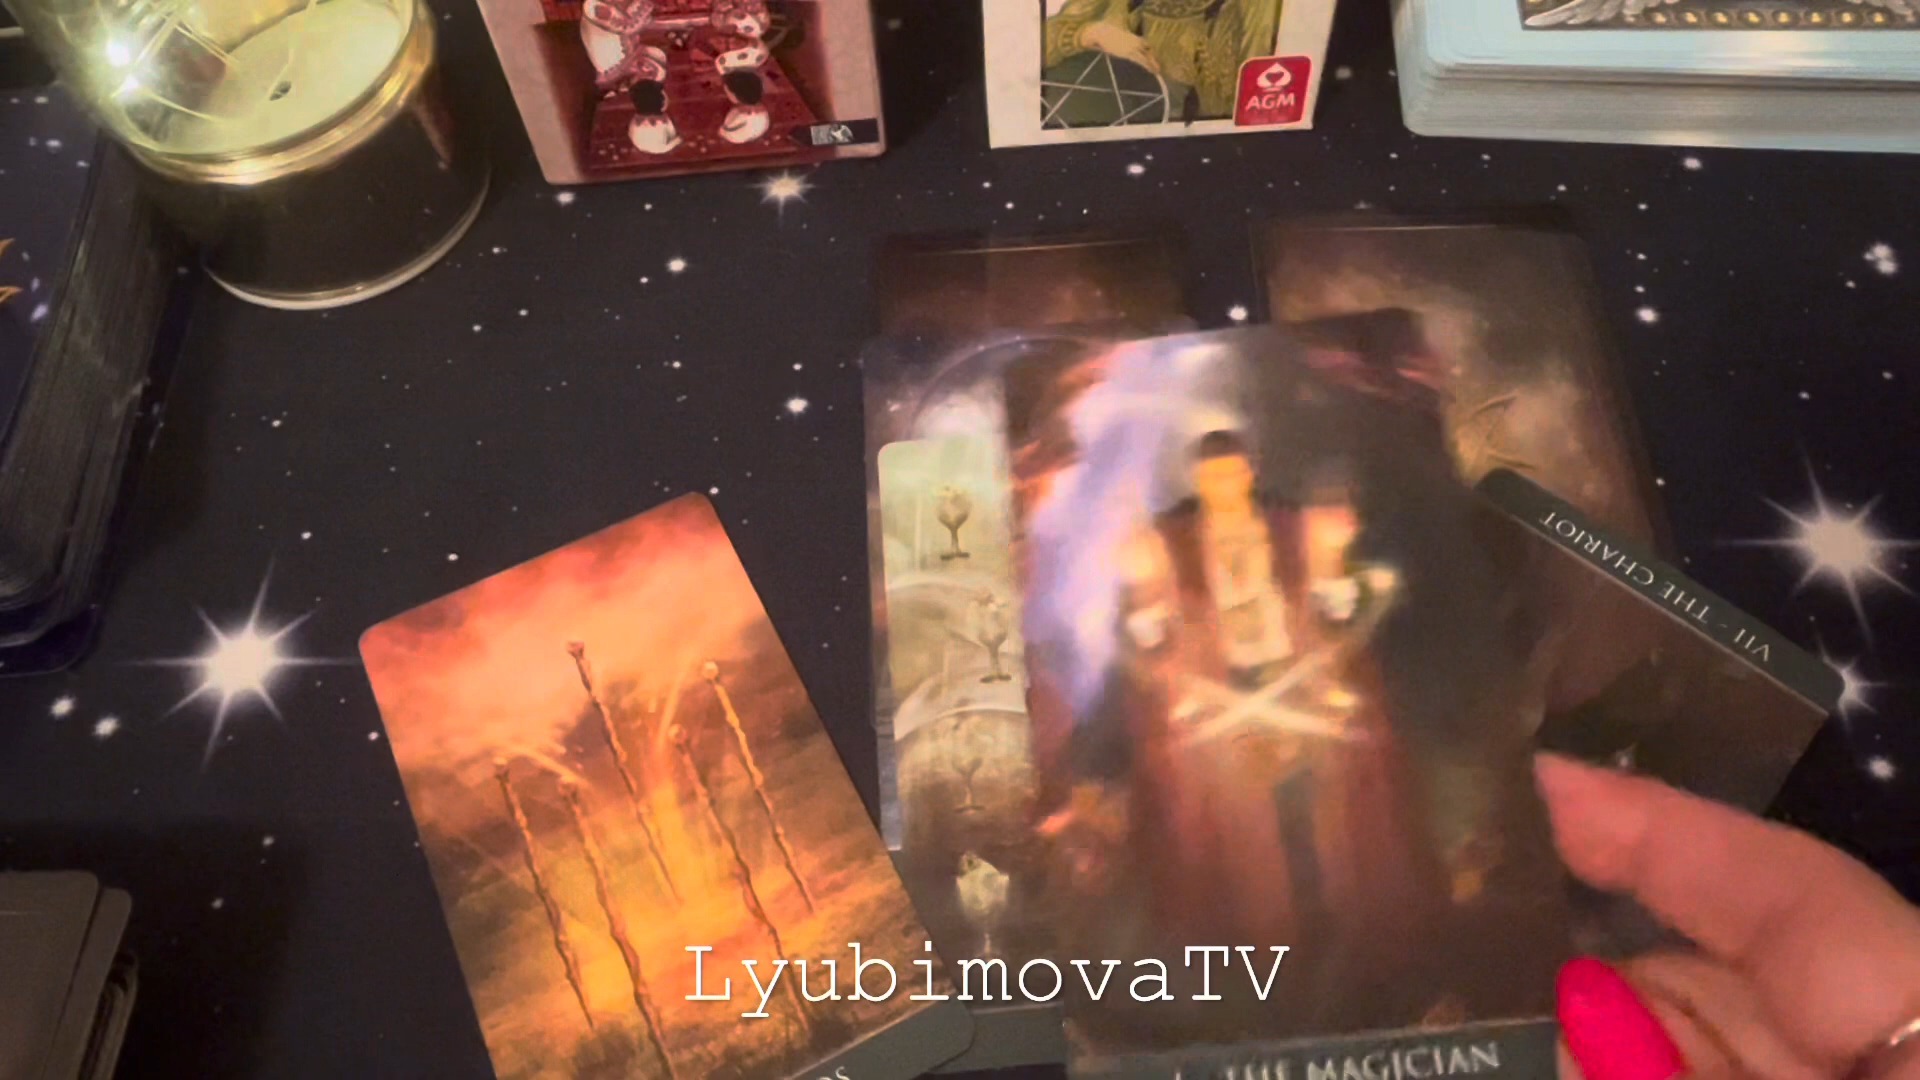 AGM
VII - THE CHARIOT
LyubimovaTV
THE MAGICIAN